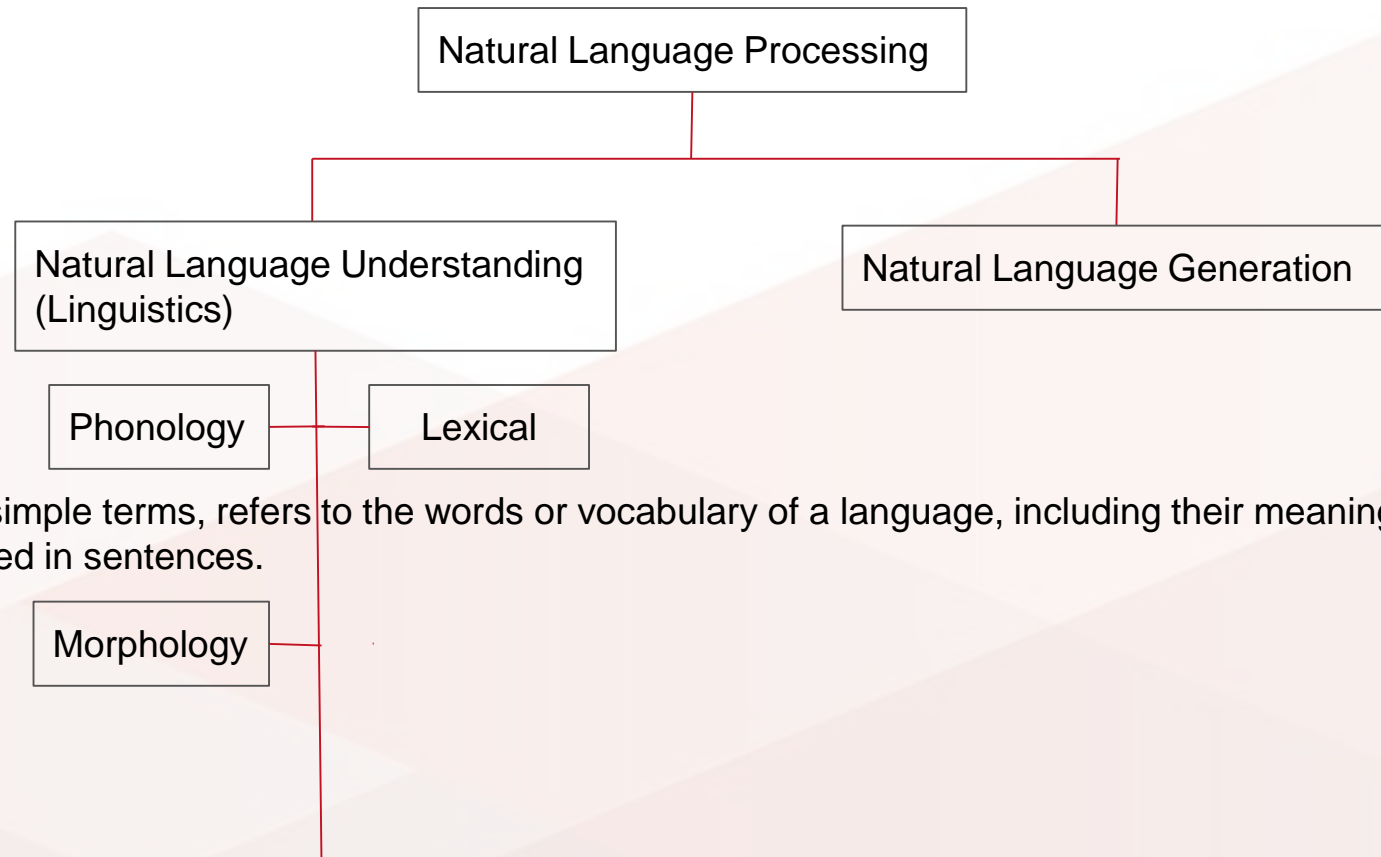 Natural Language Processing
Natural Language Understanding
(Linguistics)
Natural Language Generation
Phonology
Lexical
simple terms, refers to the words or vocabulary of a language, including their meaning
ed in sentences.
Morphology